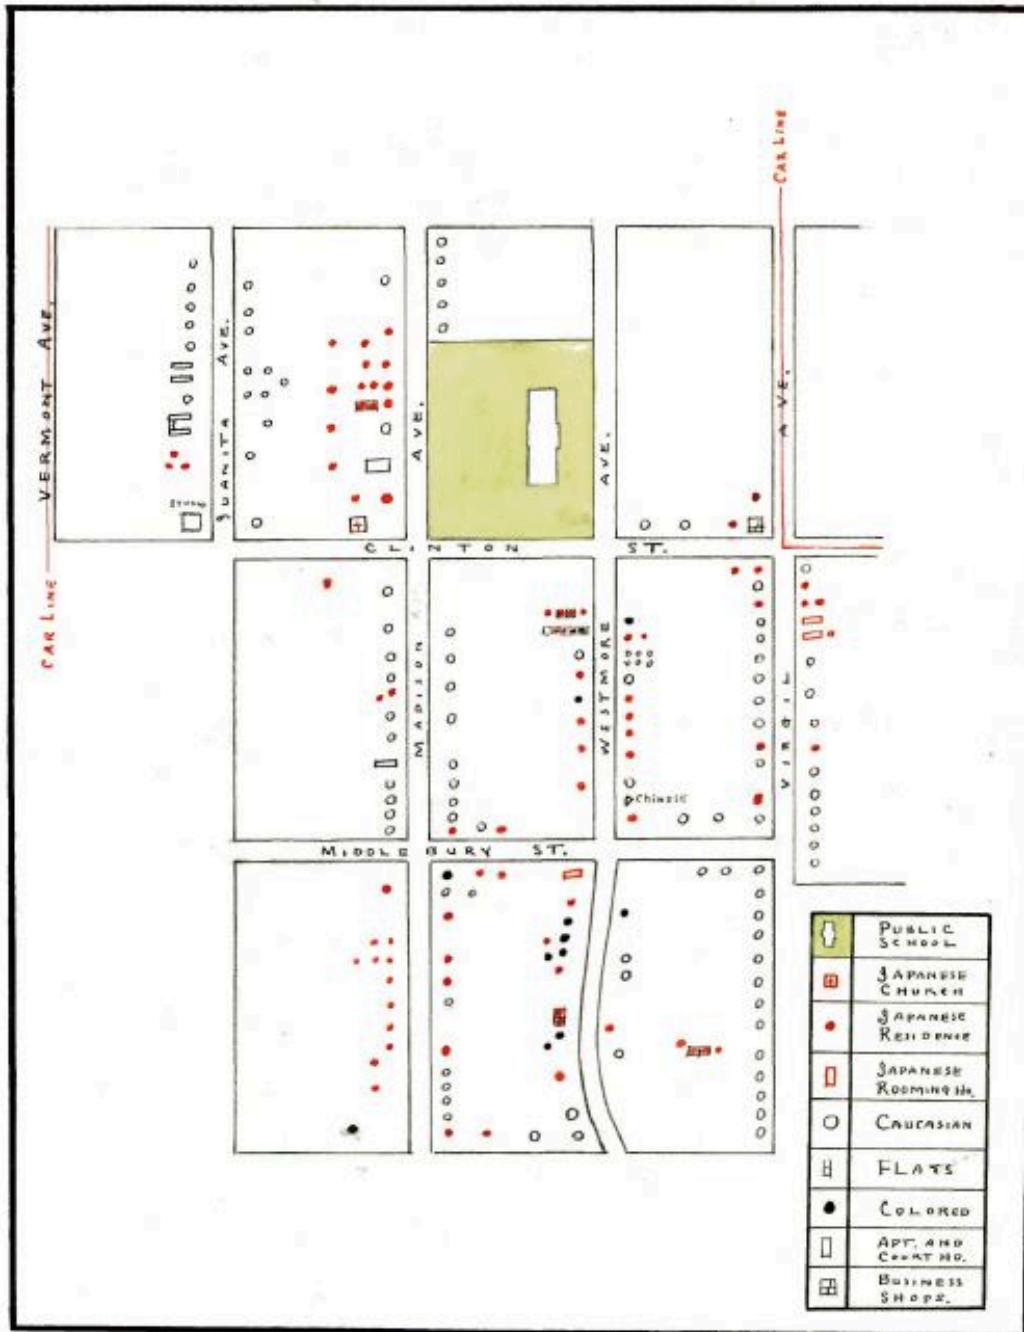 CAR LINE
VERMONT AVE.
CAR LINE
JUANITA AVE.
STUDIO
MADISON AVE.
WESTMORE AVE.
VIRGIL AVE.
CLINTON ST.
Chinese
MIDDLEBURY ST.
PUBLIC
SCHOOL
JAPANESE
CHURCH
JAPANESE
RESIDENCE
JAPANESE
ROOMING HO.
CAUCASIAN
FLATS
COLORED
APT. AND
COURT HO.
BUSINESS
SHOPS.